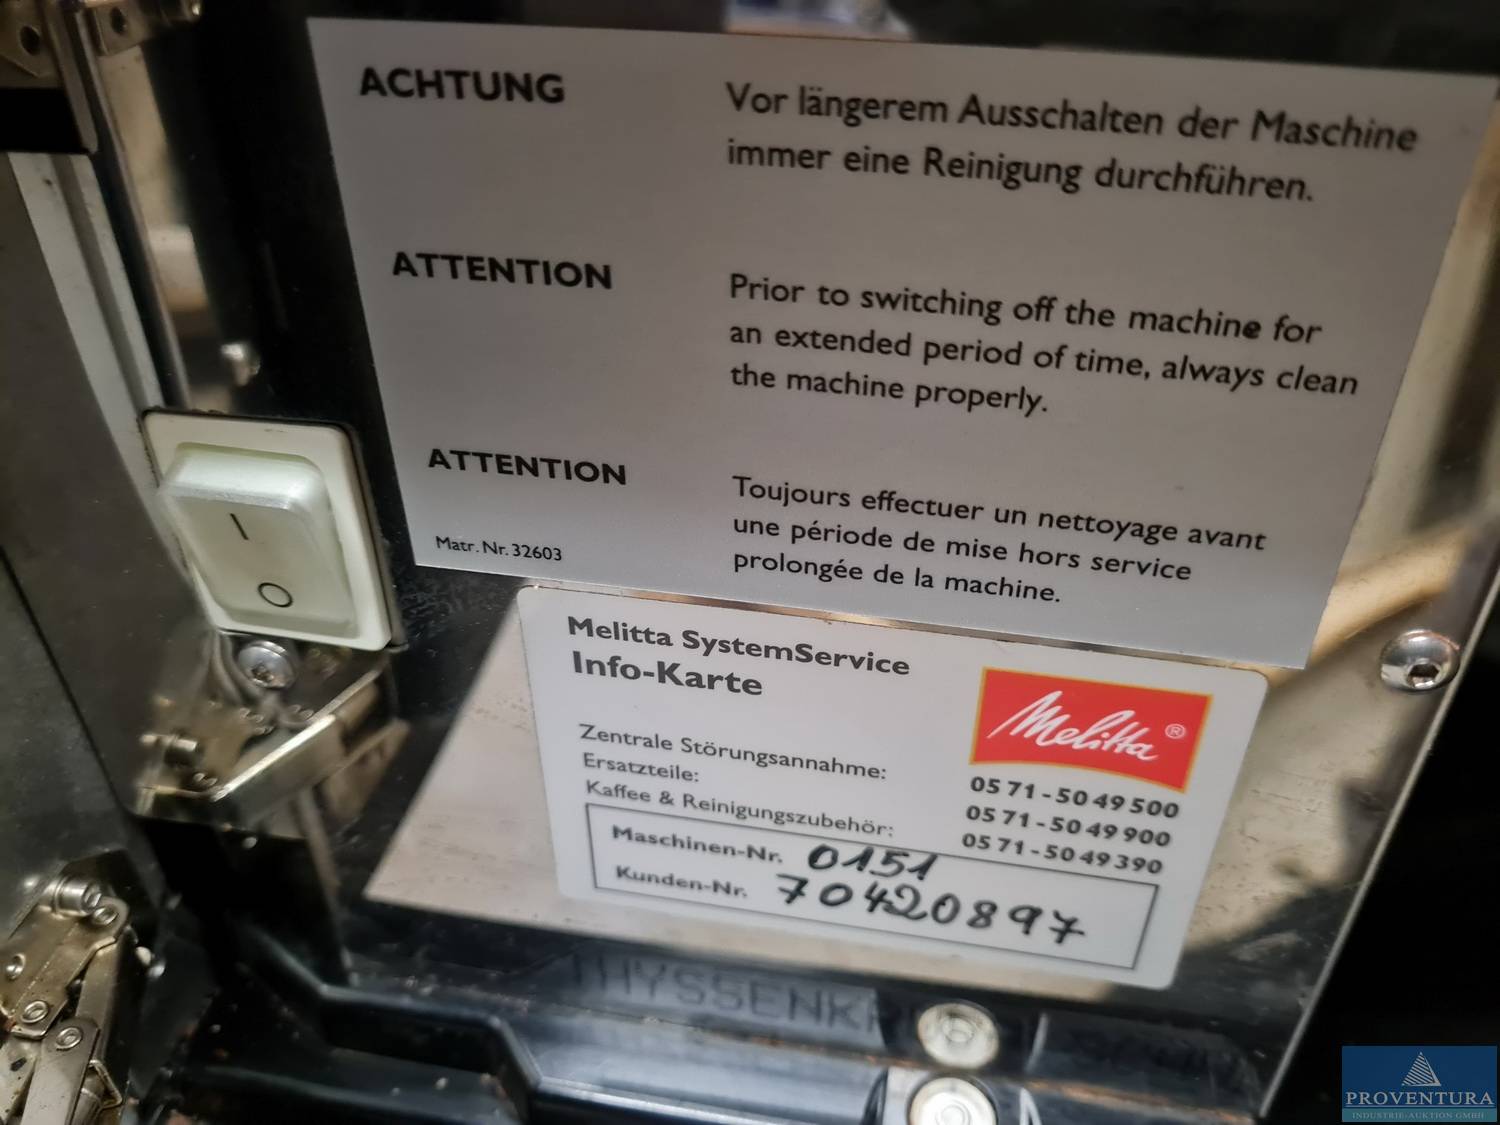 ACHTUNG
Vor längerem Ausschalten der Maschine
immer eine Reinigung durchführen.
ATTENTION
Prior to switching off the machine for
an extended period of time, always clean
the machine properly.
ATTENTION
Toujours effectuer un nettoyage avant
une période de mise hors service
prolongée de la machine.
Matr. Nr. 32603
I
O
Melitta SystemService
Info-Karte
Melitta®
Zentrale Störungsannahme: 05 71 - 50 49 500
Ersatzteile: 05 71 - 50 49 900
Kaffee & Reinigungszubehör: 05 71 - 50 49 390
Maschinen-Nr. 0151
Kunden-Nr. 70420897
PROVENTURA
INDUSTRIE-AUKTION GMBH